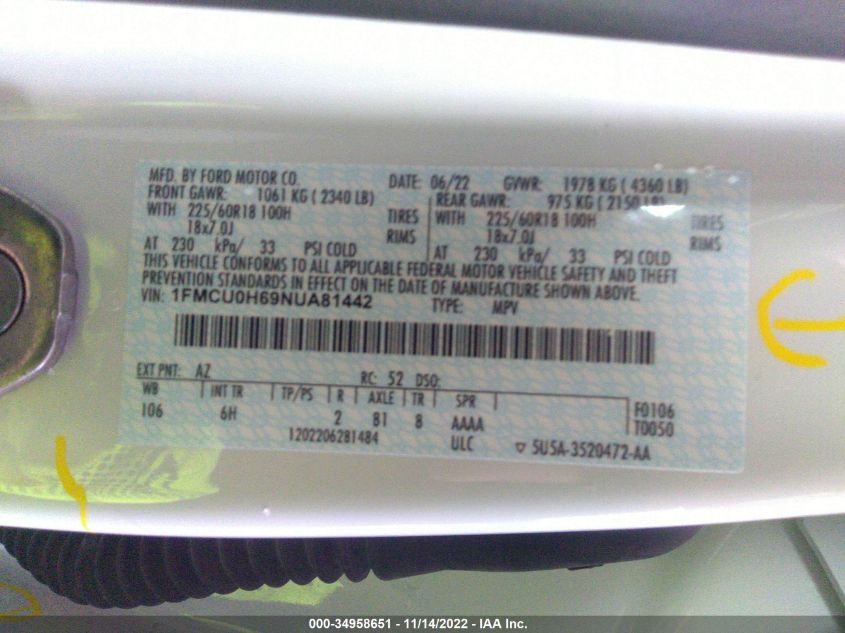 MFD. BY FORD MOTOR CO. DATE: 06/22 GVWR: 1978 KG ( 4360 LB)
FRONT GAWR: 1061 KG ( 2340 LB) REAR GAWR: 975 KG ( 2150 LB)
WITH 225/60R18 100H TIRES WITH 225/60R18 100H TIRES
18x7.0J RIMS 18x7.0J RIMS
AT 230 kPa/ 33 PSI COLD AT 230 kPa/ 33 PSI COLD
THIS VEHICLE CONFORMS TO ALL APPLICABLE FEDERAL MOTOR VEHICLE SAFETY AND THEFT
PREVENTION STANDARDS IN EFFECT ON THE DATE OF MANUFACTURE SHOWN ABOVE.
VIN: 1FMCU0H69NUA81442 TYPE: MPV
EXT PNT: AZ RC: 52 DSO:
WB INT TR TP/PS R AXLE TR SPR F0106
106 6H 2 81 8 AAAA T0050
1202206281484 ULC 5U5A-3520472-AA
000-34958651 - 11/14/2022 - IAA Inc.